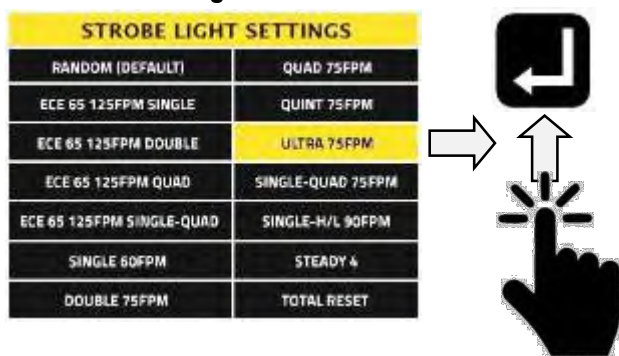 STROBE LIGHT SETTINGS
RANDOM (DEFAULT) QUAD 75FPM
ECE 65 125FPM SINGLE QUINT 75FPM
ECE 65 125FPM DOUBLE ULTRA 75FPM
ECE 65 125FPM QUAD SINGLE-QUAD 75FPM
ECE 65 125FPM SINGLE-QUAD SINGLE-H/L 90FPM
SINGLE 60FPM STEADY 4
DOUBLE 75FPM TOTAL RESET